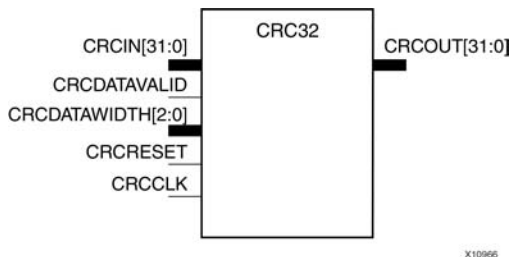 CRC32
CRCIN[31:0]
CRCOUT[31:0]
CRCDATAVALID
CRCDATAWIDTH[2:0]
CRCRESET
CRCCLK
X10966